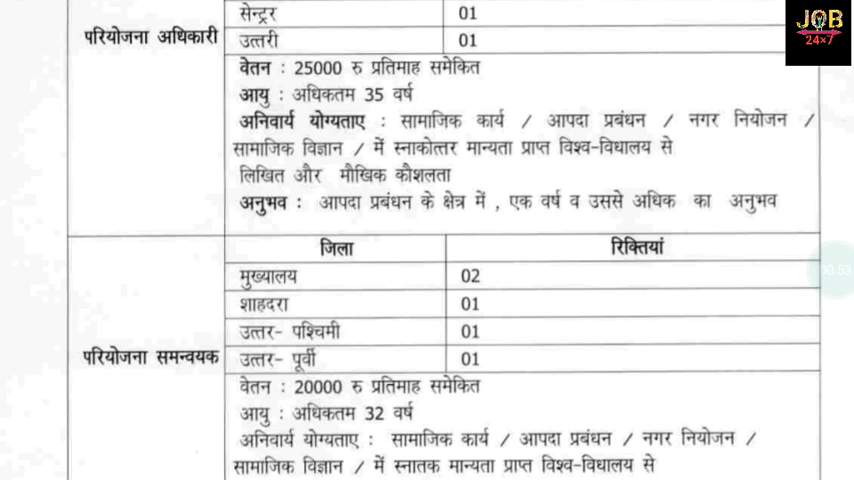 JOB
24×7
सेन्ट्रर 01
परियोजना अधिकारी
उत्तरी 01
वेतन : 25000 रु प्रतिमाह समेकित
आयु : अधिकतम 35 वर्ष
अनिवार्य योग्यताए : सामाजिक कार्य / आपदा प्रबंधन / नगर नियोजन /
सामाजिक विज्ञान / में स्नाकोत्तर मान्यता प्राप्त विश्व-विधालय से
लिखित और मौखिक कौशलता
अनुभव : आपदा प्रबंधन के क्षेत्र में , एक वर्ष व उससे अधिक का अनुभव
जिला रिक्तियां
मुख्यालय 02
00:53
शाहदरा 01
उत्तर- पश्चिमी 01
परियोजना समन्वयक
उत्तर- पूर्वी 01
वेतन : 20000 रु प्रतिमाह समेकित
आयु : अधिकतम 32 वर्ष
अनिवार्य योग्यताए : सामाजिक कार्य / आपदा प्रबंधन / नगर नियोजन /
सामाजिक विज्ञान / में स्नातक मान्यता प्राप्त विश्व-विधालय से